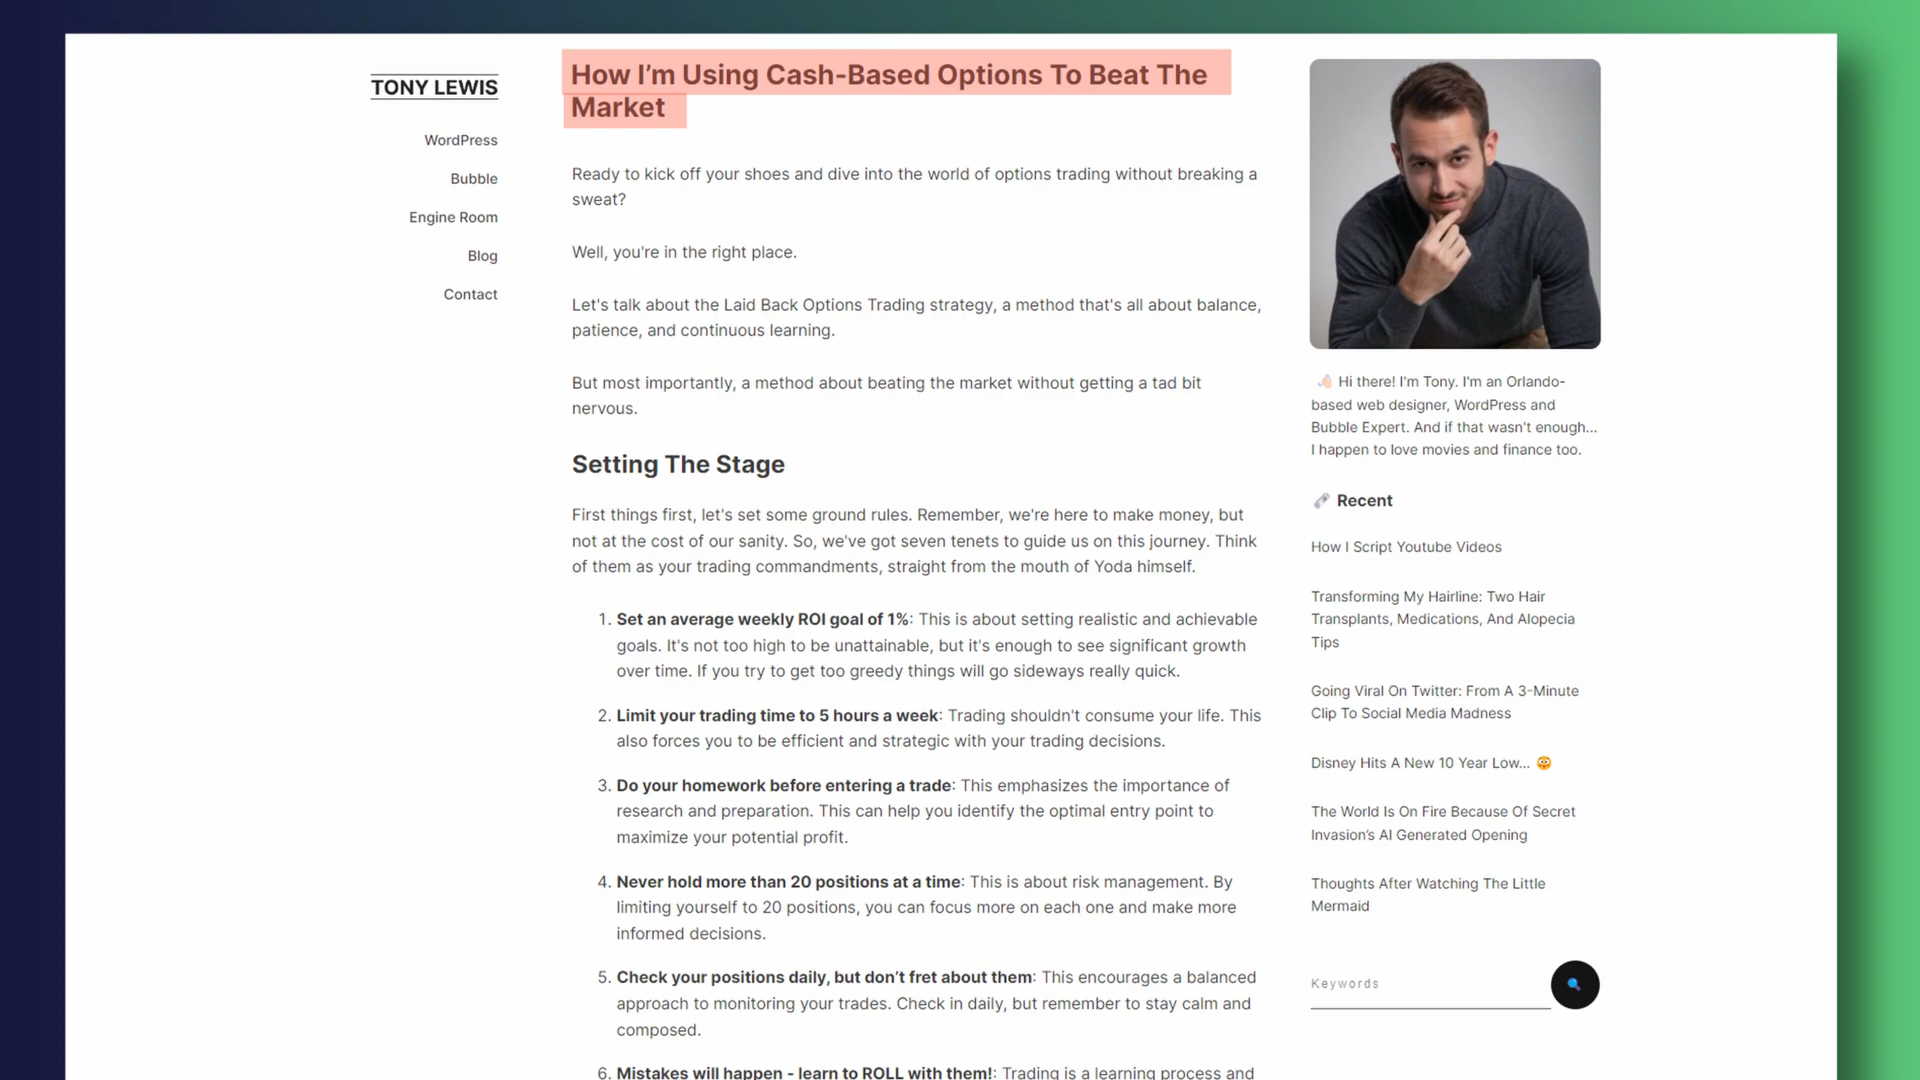 TONY LEWIS
WordPress
Bubble
Engine Room
Blog
Contact
How I’m Using Cash-Based Options To Beat The
Market
Ready to kick off your shoes and dive into the world of options trading without breaking a
sweat?
Well, you're in the right place.
Let's talk about the Laid Back Options Trading strategy, a method that's all about balance,
patience, and continuous learning.
But most importantly, a method about beating the market without getting a tad bit
nervous.
Setting The Stage
First things first, let's set some ground rules. Remember, we're here to make money, but
not at the cost of our sanity. So, we've got seven tenets to guide us on this journey. Think
of them as your trading commandments, straight from the mouth of Yoda himself.
1. Set an average weekly ROI goal of 1%: This is about setting realistic and achievable
goals. It's not too high to be unattainable, but it's enough to see significant growth
over time. If you try to get too greedy things will go sideways really quick.
2. Limit your trading time to 5 hours a week: Trading shouldn't consume your life. This
also forces you to be efficient and strategic with your trading decisions.
3. Do your homework before entering a trade: This emphasizes the importance of
research and preparation. This can help you identify the optimal entry point to
maximize your potential profit.
4. Never hold more than 20 positions at a time: This is about risk management. By
limiting yourself to 20 positions, you can focus more on each one and make more
informed decisions.
5. Check your positions daily, but don’t fret about them: This encourages a balanced
approach to monitoring your trades. Check in daily, but remember to stay calm and
composed.
6. Mistakes will happen - learn to ROLL with them!: Trading is a learning process and
Hi there! I'm Tony. I'm an Orlando-
based web designer, WordPress and
Bubble Expert. And if that wasn't enough...
I happen to love movies and finance too.
Recent
How I Script Youtube Videos
Transforming My Hairline: Two Hair
Transplants, Medications, And Alopecia
Tips
Going Viral On Twitter: From A 3-Minute
Clip To Social Media Madness
Disney Hits A New 10 Year Low...
The World Is On Fire Because Of Secret
Invasion’s AI Generated Opening
Thoughts After Watching The Little
Mermaid
Keywords